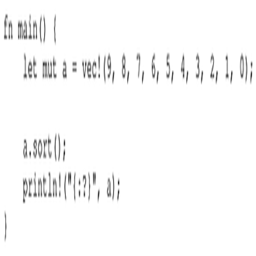 fn main() {
    let mut a = vec!(9, 8, 7, 6, 5, 4, 3, 2, 1, 0);
    a.sort();
    println!("{:?}", a);
}